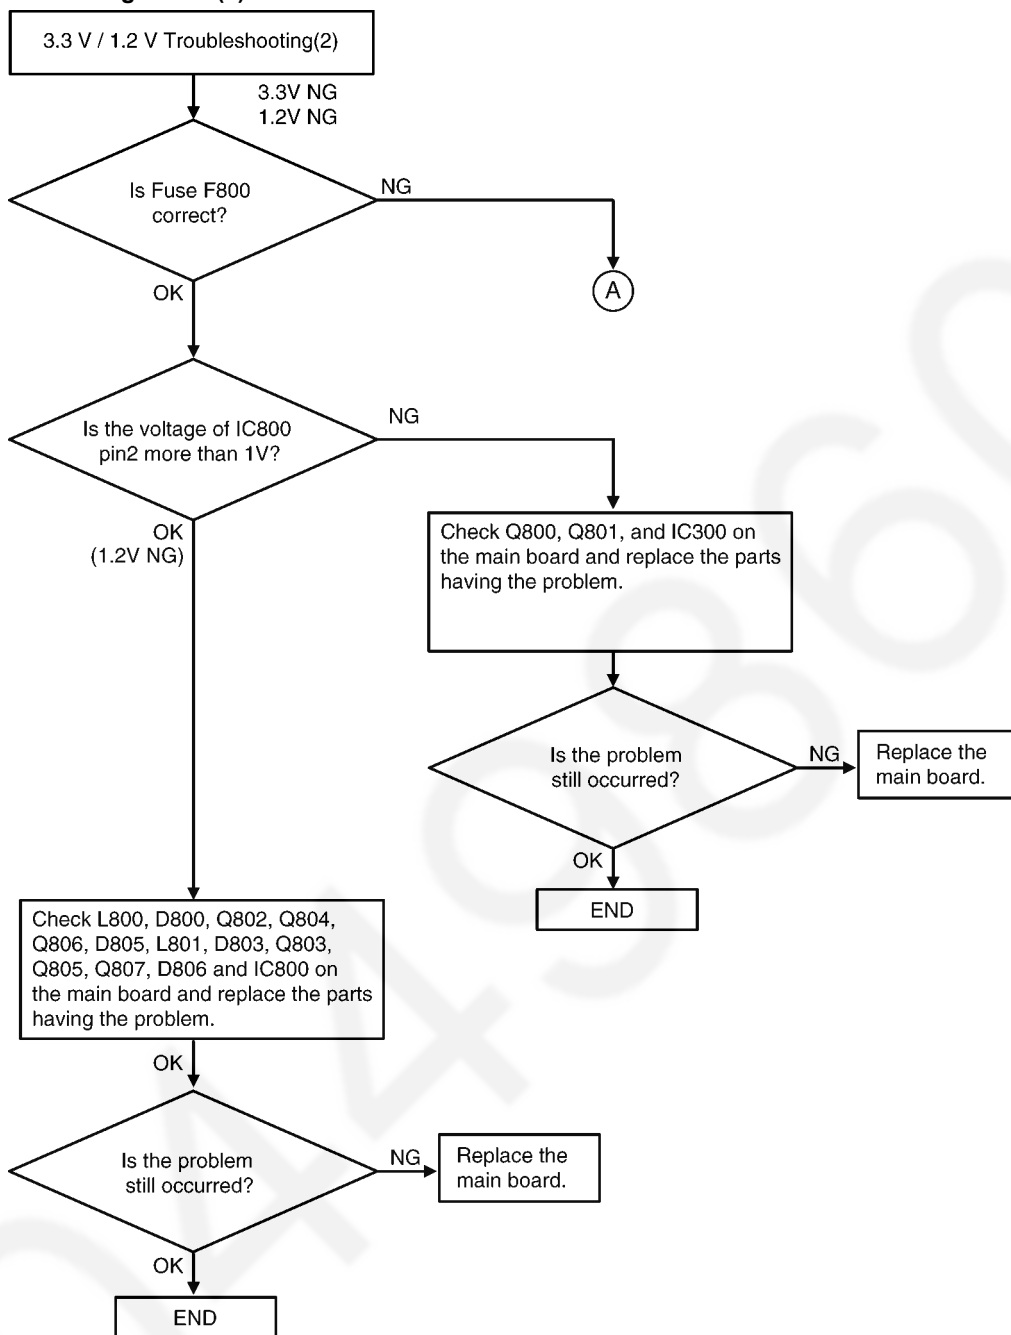 3.3 V / 1.2 V Troubleshooting(2)
3.3V NG
1.2V NG
Is Fuse F800
correct?
NG
A
OK
Is the voltage of IC800
pin2 more than 1V?
NG
OK
(1.2V NG)
Check Q800, Q801, and IC300 on
the main board and replace the parts
having the problem.
Is the problem
still occurred?
NG
Replace the
main board.
OK
END
Check L800, D800, Q802, Q804,
Q806, D805, L801, D803, Q803,
Q805, Q807, D806 and IC800 on
the main board and replace the parts
having the problem.
OK
Is the problem
still occurred?
NG
Replace the
main board.
OK
END